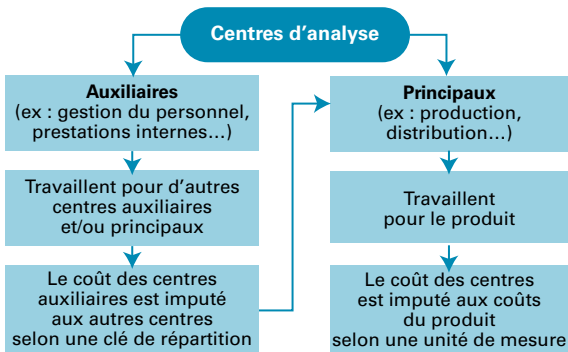 Centres d'analyse
Auxiliaires
(ex : gestion du personnel,
prestations internes…)
Travaillent pour d'autres
centres auxiliaires
et/ou principaux
Le coût des centres
auxiliaires est imputé
aux autres centres
selon une clé de répartition
Principaux
(ex : production,
distribution…)
Travaillent
pour le produit
Le coût des centres
est imputé aux coûts
du produit
selon une unité de mesure